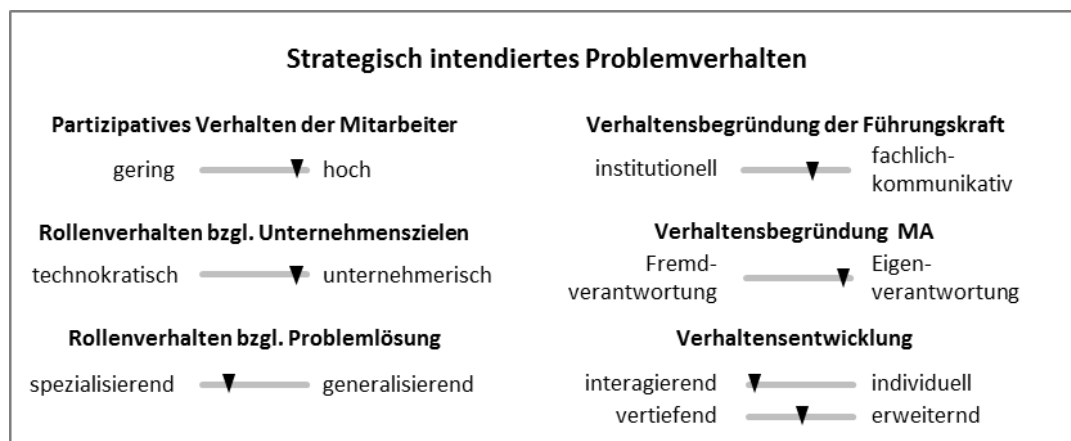 Strategisch intendiertes Problemverhalten
Partizipatives Verhalten der Mitarbeiter
gering hoch
Rollenverhalten bzgl. Unternehmenszielen
technokratisch unternehmerisch
Rollenverhalten bzgl. Problemlösung
spezialisierend generalisierend
Verhaltensbegründung der Führungskraft
institutionell
fachlich-
kommunikativ
Verhaltensbegründung MA
Fremd-
verantwortung
Eigen-
verantwortung
Verhaltensentwicklung
interagierend individuell
vertiefend erweiternd